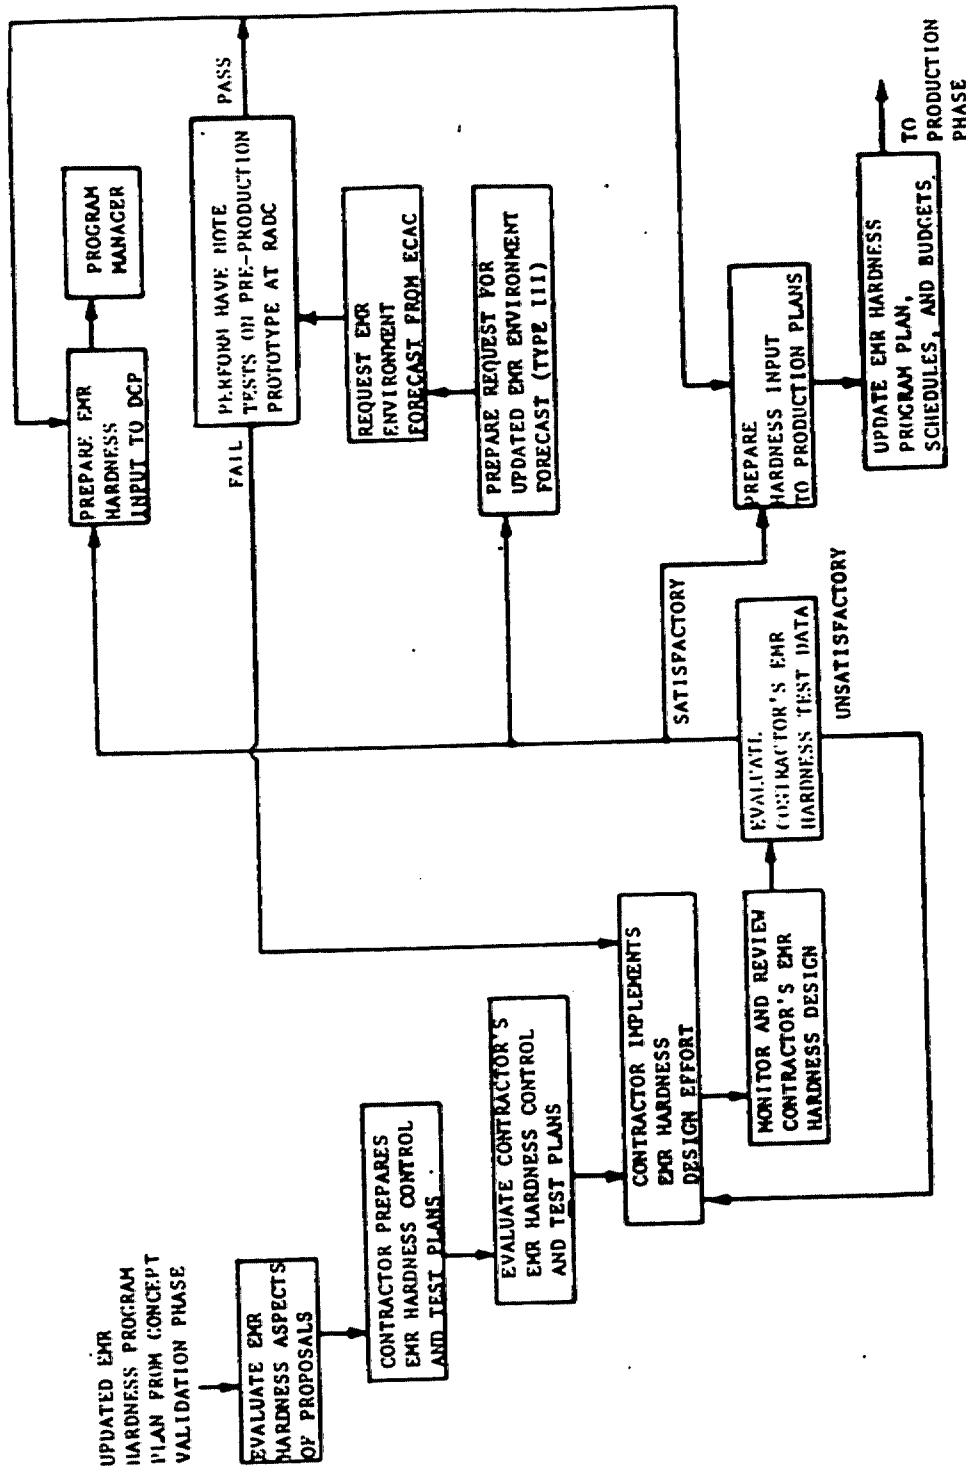 UPDATED EMR
HARDNESS PROGRAM
PLAN FROM CONCEPT
VALIDATION PHASE
EVALUATE EMR
HARDNESS ASPECTS
OF PROPOSALS
CONTRACTOR PREPARES
EMR HARDNESS CONTROL
AND TEST PLANS
EVALUATE CONTRACTOR'S
EMR HARDNESS CONTROL
AND TEST PLANS
CONTRACTOR IMPLEMENTS
EMR HARDNESS
DESIGN EFFORT
MONITOR AND REVIEW
CONTRACTOR'S EMR
HARDNESS DESIGN
EVALUATE
CONTRACTOR'S EMR
HARDNESS TEST DATA
SATISFACTORY
UNSATISFACTORY
PREPARE EMR
HARDNESS
INPUT TO DCP
PROGRAM
MANAGER
FAIL
PERFORM HAVE NOTE
TESTS ON PRE-PRODUCTION
PROTOTYPE AT RADC
PASS
REQUEST EMR
ENVIRONMENT
FORECAST FROM ECAC
PREPARE REQUEST FOR
UPDATED EMR ENVIRONMENT
FORECAST (TYPE III)
PREPARE
HARDNESS INPUT
TO PRODUCTION PLANS
UPDATE EMR HARDNESS
PROGRAM PLAN,
SCHEDULES, AND BUDGETS
TO
PRODUCTION
PHASE